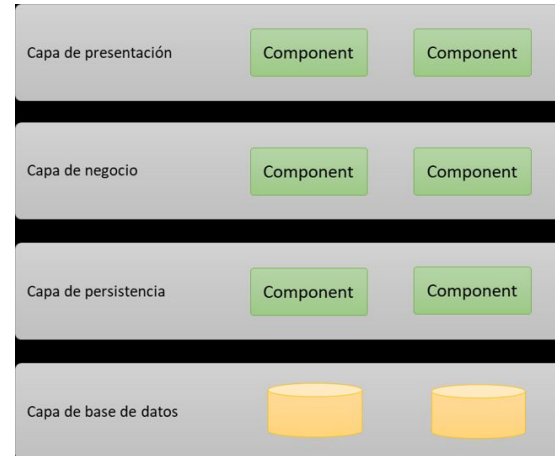 Capa de presentación Component Component
Capa de negocio Component Component
Capa de persistencia Component Component
Capa de base de datos